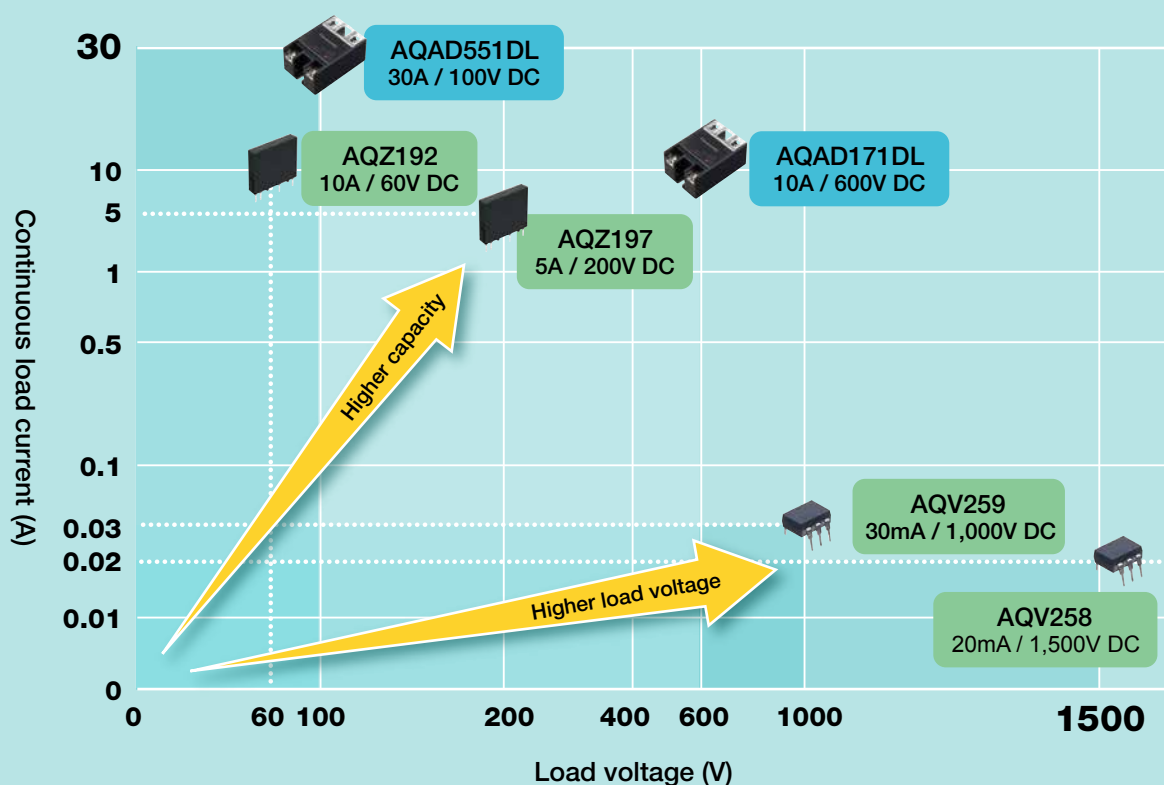 30
AQAD551DL
30A / 100V DC
AQZ192
10A / 60V DC
AQAD171DL
10A / 600V DC
10
5
AQZ197
5A / 200V DC
1
Higher capacity
0.5
Continuous load current (A)
0.1
AQV259
30mA / 1,000V DC
0.03
0.02
Higher load voltage
0.01
AQV258
20mA / 1,500V DC
0
0
60
100
200
400
600
1000
1500
Load voltage (V)